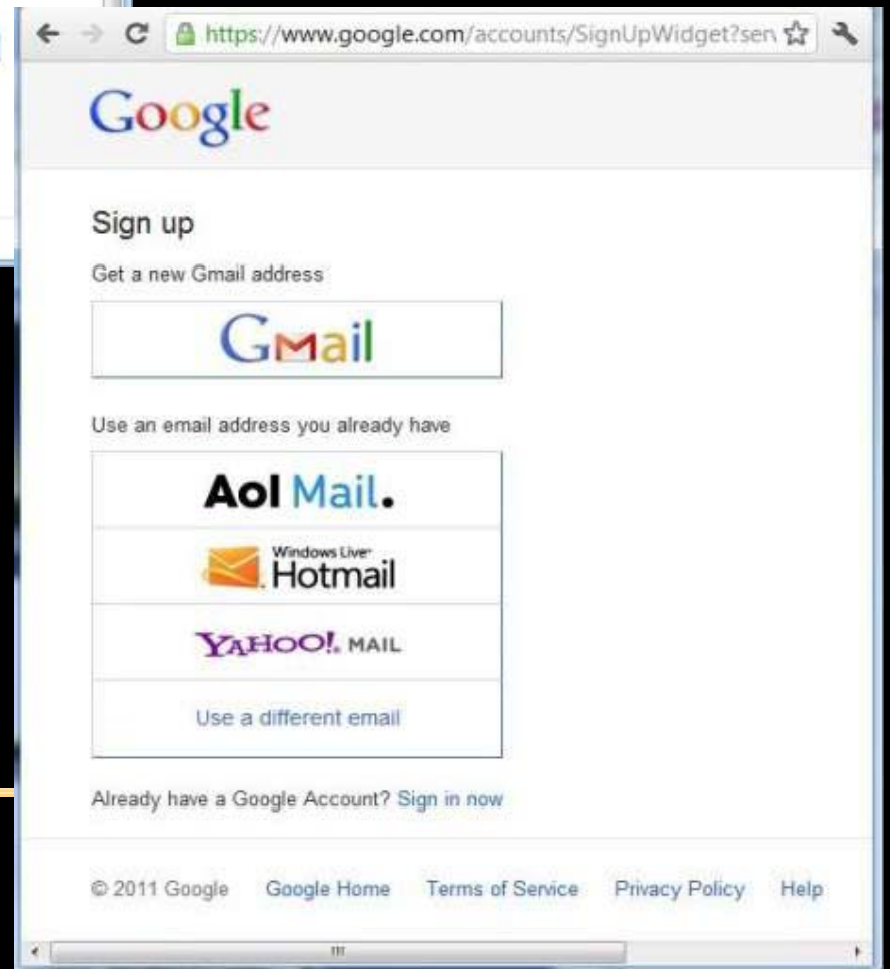 https://www.google.com/accounts/SignUpWidget?serv
Google
Sign up
Get a new Gmail address
Gmail
Use an email address you already have
Aol Mail.
Windows Live™
Hotmail
YAHOO! MAIL
Use a different email
Already have a Google Account? Sign in now
© 2011 Google Google Home Terms of Service Privacy Policy Help